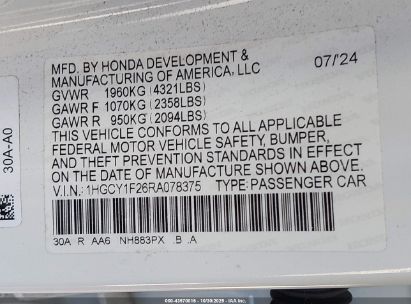 MFD. BY HONDA DEVELOPMENT &
MANUFACTURING OF AMERICA, LLC 07/'24
GVWR 1960KG (4321LBS)
GAWR F 1070KG (2358LBS)
GAWR R 950KG (2094LBS)
THIS VEHICLE CONFORMS TO ALL APPLICABLE
FEDERAL MOTOR VEHICLE SAFETY, BUMPER,
AND THEFT PREVENTION STANDARDS IN EFFECT
ON THE DATE OF MANUFACTURE SHOWN ABOVE.
V.I.N.: 1HGCY1F26RA078375 TYPE: PASSENGER CAR
30A R AA6 NH883PX .B .A
30A-A0